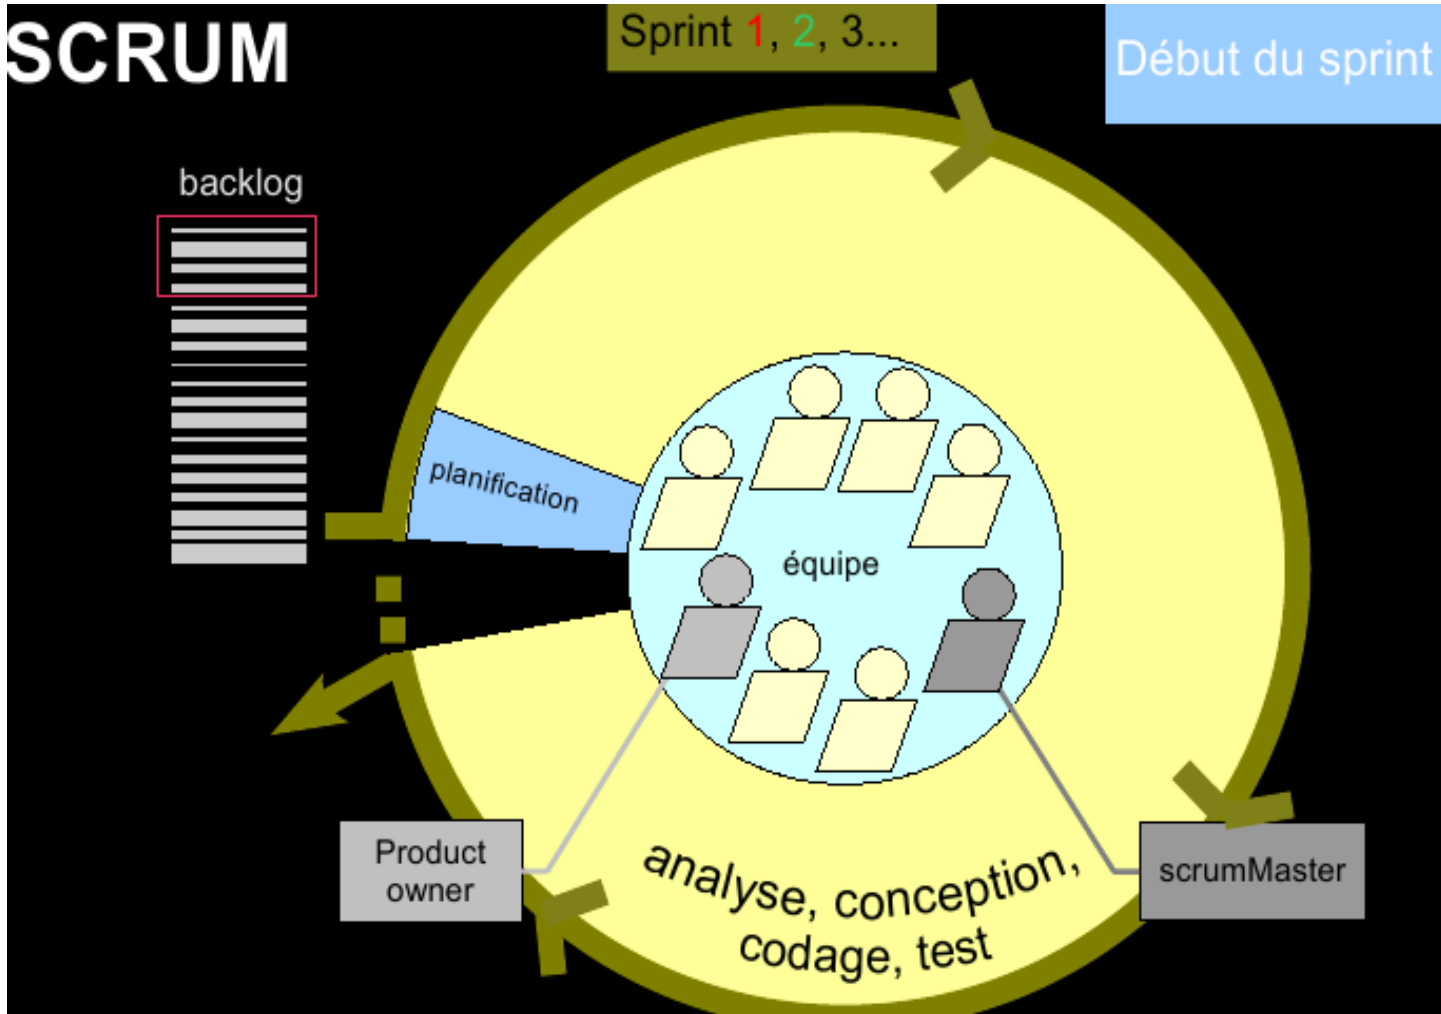 SCRUM
Sprint 1, 2, 3...
Début du sprint
backlog
planification
équipe
Product
owner
scrumMaster
analyse, conception,
codage, test